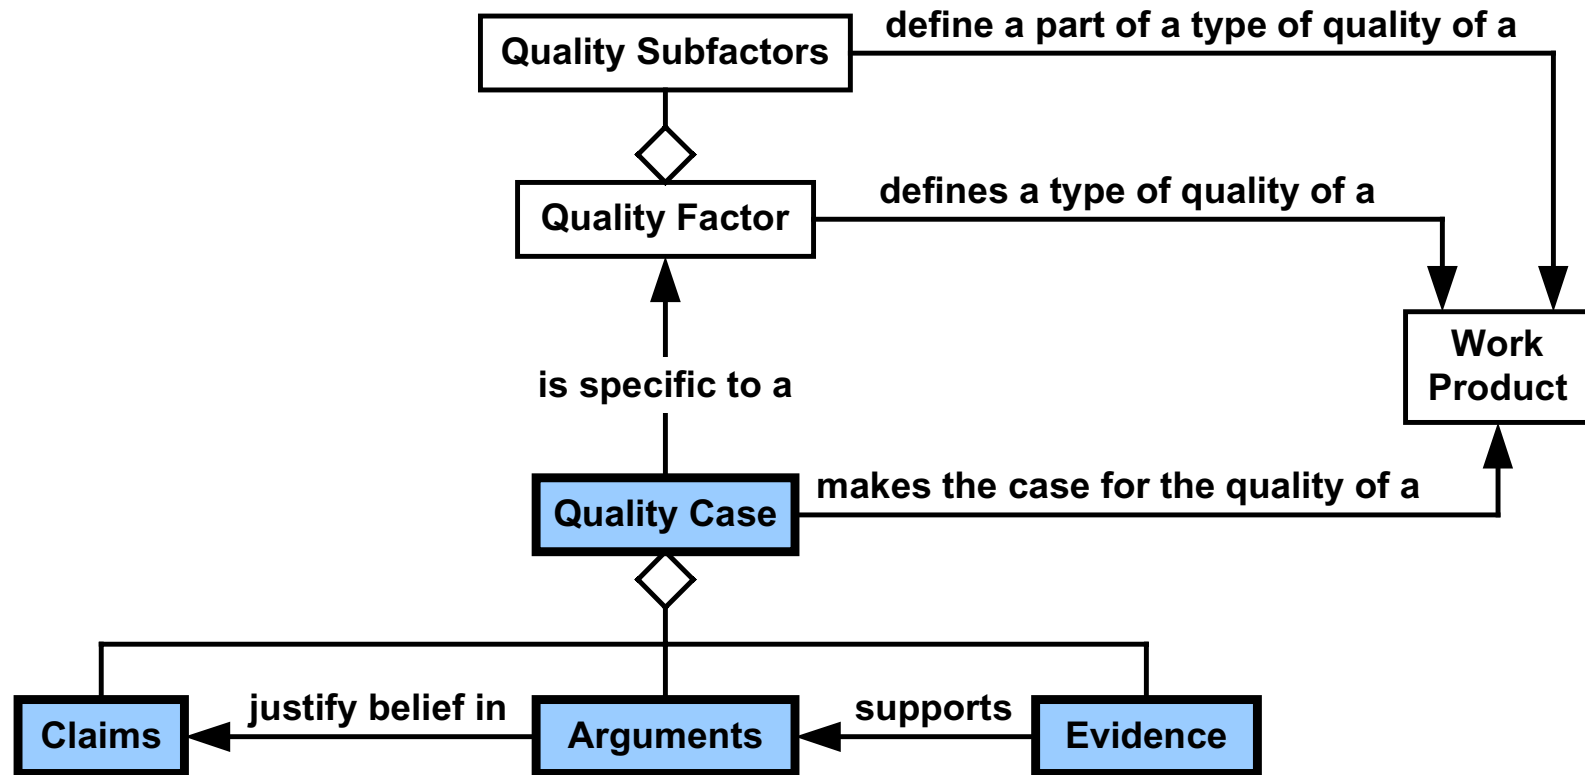 define a part of a type of quality of a
Quality Subfactors
defines a type of quality of a
Quality Factor
Work
Product
is specific to a
makes the case for the quality of a
Quality Case
justify belief in
supports
Claims
Arguments
Evidence